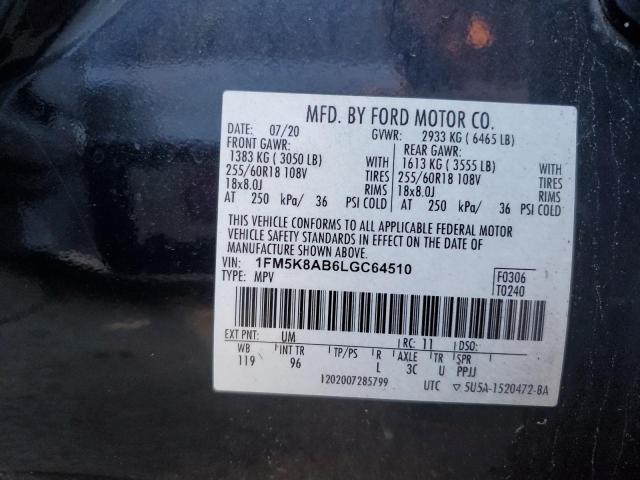 MFD. BY FORD MOTOR CO.
DATE: 07/20 GVWR: 2933 KG ( 6465 LB)
FRONT GAWR: REAR GAWR:
1383 KG ( 3050 LB) WITH 1613 KG ( 3555 LB) WITH
255/60R18 108V TIRES 255/60R18 108V TIRES
18x8.0J RIMS 18x8.0J RIMS
AT 250 kPa/ 36 PSI COLD AT 250 kPa/ 36 PSI COLD
THIS VEHICLE CONFORMS TO ALL APPLICABLE FEDERAL MOTOR
VEHICLE SAFETY STANDARDS IN EFFECT ON THE DATE OF
MANUFACTURE SHOWN ABOVE.
VIN: 1FM5K8AB6LGC64510
TYPE: MPV
F0306
T0240
EXT PNT: UM RC: 11 DSO:
WB INT TR TP/PS R AXLE TR SPR
119 96 L 3C U PPJJ
1202007285799 UTC ▽ 5U5A-1520472-BA